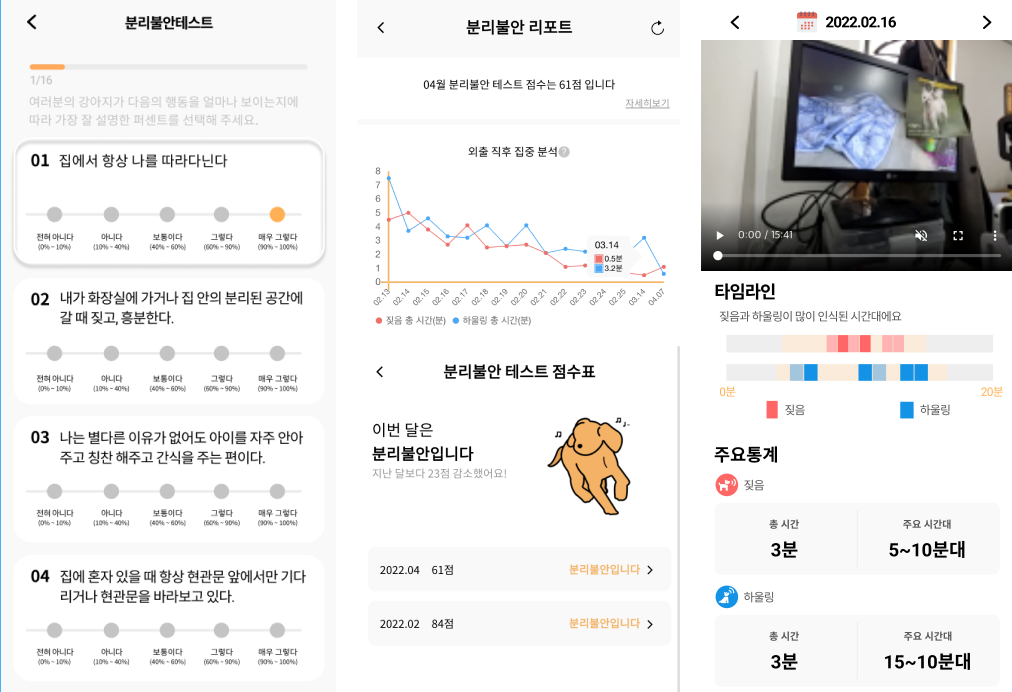 분리불안테스트
1/16
여러분의 강아지가 다음의 행동을 얼마나 보이는지에
따라 가장 잘 설명한 퍼센트를 선택해 주세요.
01 집에서 항상 나를 따라다닌다
전혀 아니다 아니다 보통이다 그렇다 매우 그렇다
(0% ~ 10%) (10% ~ 40%) (40% ~ 60%) (60% ~ 90%) (90% ~ 100%)
02 내가 화장실에 가거나 집 안의 분리된 공간에
갈 때 짖고, 흥분한다.
전혀 아니다 아니다 보통이다 그렇다 매우 그렇다
(0% ~ 10%) (10% ~ 40%) (40% ~ 60%) (60% ~ 90%) (90% ~ 100%)
03 나는 별다른 이유가 없어도 아이를 자주 안아
주고 칭찬 해주고 간식을 주는 편이다.
전혀 아니다 아니다 보통이다 그렇다 매우 그렇다
(0% ~ 10%) (10% ~ 40%) (40% ~ 60%) (60% ~ 90%) (90% ~ 100%)
04 집에 혼자 있을 때 항상 현관문 앞에서만 기다
리거나 현관문을 바라보고 있다.
전혀 아니다 아니다 보통이다 그렇다 매우 그렇다
(0% ~ 10%) (10% ~ 40%) (40% ~ 60%) (60% ~ 90%) (90% ~ 100%)
분리불안 리포트
04월 분리불안 테스트 점수는 61점 입니다
자세히보기
외출 직후 집중 분석?
8
7
6
5
4
3
2
1
0
03.14
0.5분
3.2분
02.13 02.14 02.15 02.16 02.17 02.18 02.19 02.20 02.21 02.22 02.23 02.24 02.25 03.14 04.07
짖음 총 시간(분) 하울링 총 시간(분)
분리불안 테스트 점수표
이번 달은
분리불안입니다
지난 달보다 23점 감소했어요!
2022.04 61점 분리불안입니다
2022.02 84점 분리불안입니다
2022.02.16
LG
0:00 / 15:41
타임라인
짖음과 하울링이 많이 인식된 시간대에요
0분 20분
짖음 하울링
주요통계
짖음
총 시간 주요 시간대
3분 5~10분대
하울링
총 시간 주요 시간대
3분 15~10분대